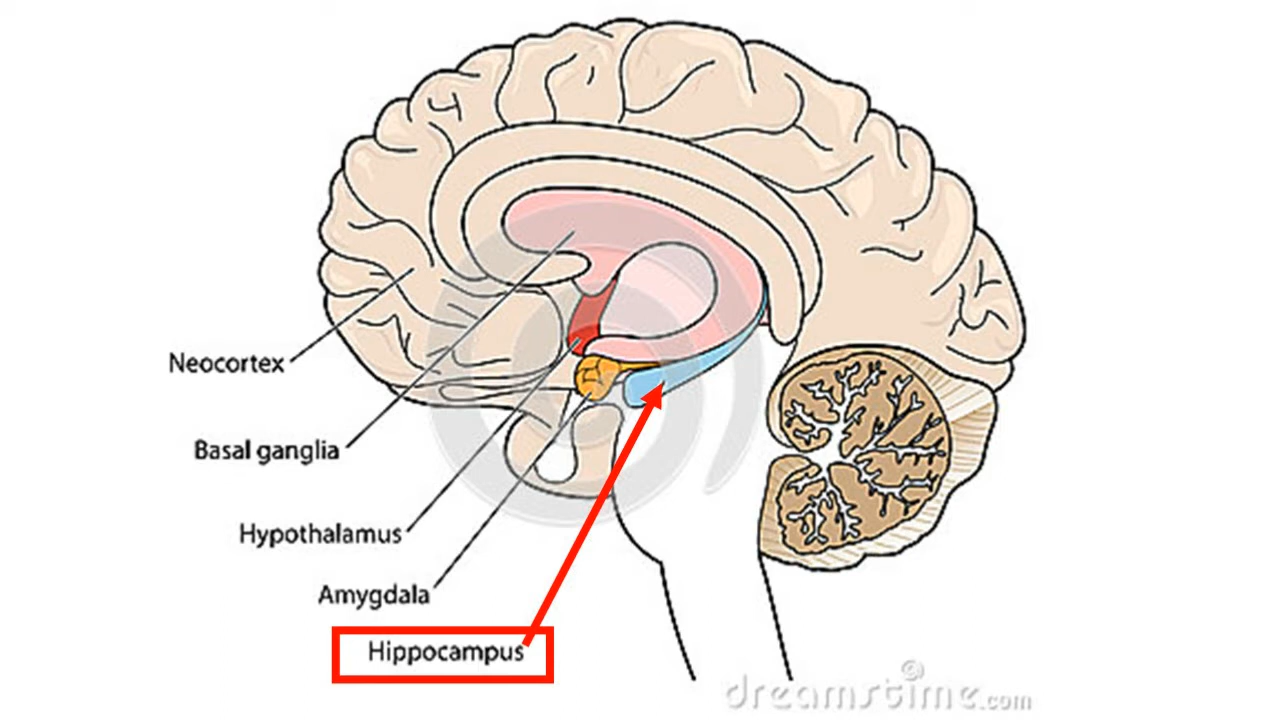 Neocortex
Basal ganglia
Hypothalamus
Amygdala
Hippocampus
dreamstime.com